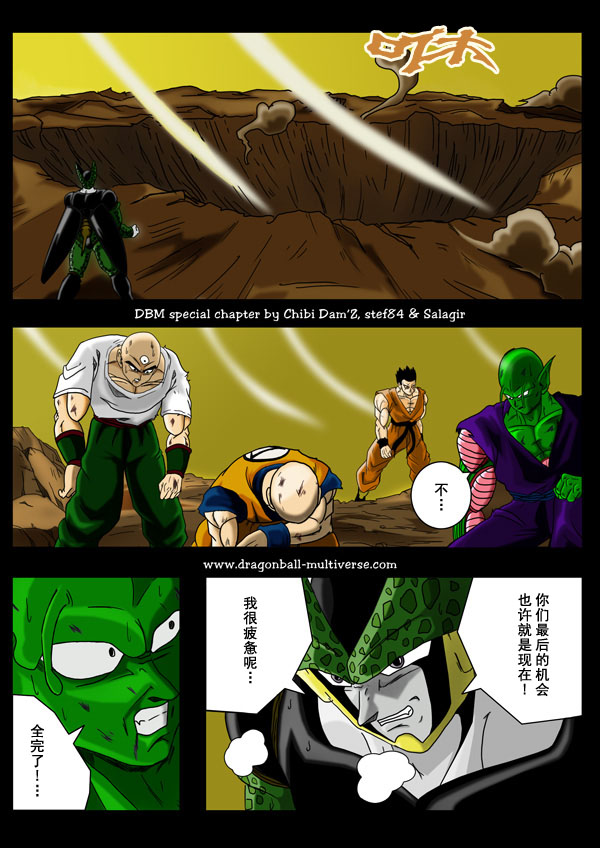 DBM special chapter by Chibi Dam'Z, stef84 & Salagir
不…
www.dragonball-multiverse.com
你们最后的机会
也许就是现在！
我很疲惫呢…
全完了！…